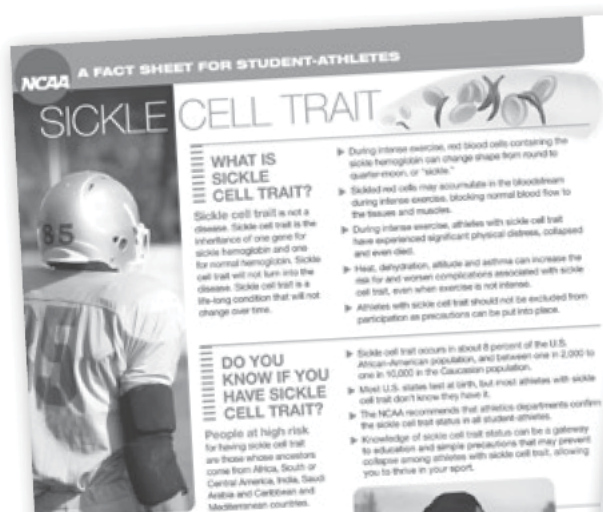 NCAA A FACT SHEET FOR STUDENT-ATHLETES
SICKLE CELL TRAIT
WHAT IS
SICKLE
CELL TRAIT?
Sickle cell trait is not a
disease. Sickle cell trait is the
inheritance of one gene for
sickle hemoglobin and one
for normal hemoglobin. Sickle
cell trait will not turn into the
disease. Sickle cell trait is a
life-long condition that will not
change over time.
▶ During intense exercise, red blood cells containing the
sickle hemoglobin can change shape from round to
quarter-moon, or "sickle."
▶ Sickled red cells may accumulate in the bloodstream
during intense exercise, blocking normal blood flow to
the tissues and muscles.
▶ During intense exercise, athletes with sickle cell trait
have experienced significant physical distress, collapsed
and even died.
▶ Heat, dehydration, altitude and asthma can increase the
risk for and worsen complications associated with sickle
cell trait, even when exercise is not intense.
▶ Athletes with sickle cell trait should not be excluded from
participation as precautions can be put into place.
DO YOU
KNOW IF YOU
HAVE SICKLE
CELL TRAIT?
People at high risk
for having sickle cell trait
are those whose ancestors
come from Africa, South or
Central America, India, Saudi
Arabia and Caribbean and
Mediterranean countries.
▶ Sickle cell trait occurs in about 8 percent of the U.S.
African-American population, and between one in 2,000 to
one in 10,000 in the Caucasian population.
▶ Most U.S. states test at birth, but most athletes with sickle
cell trait don't know they have it.
▶ The NCAA recommends that athletics departments confirm
the sickle cell trait status in all student-athletes.
▶ Knowledge of sickle cell trait status can be a gateway
to education and simple precautions that may prevent
collapse among athletes with sickle cell trait, allowing
you to thrive in your sport.
85